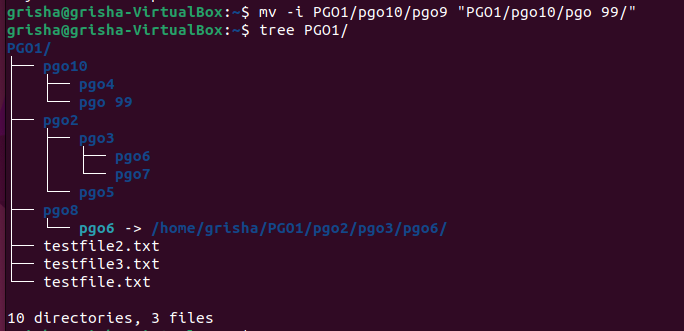 grisha@grisha-VirtualBox:~$ mv -i PGO1/pgo10/pgo9 "PGO1/pgo10/pgo 99/"
grisha@grisha-VirtualBox:~$ tree PGO1/
PGO1/
├── pgo10
│   ├── pgo4
│   └── pgo 99
├── pgo2
│   ├── pgo3
│   │   ├── pgo6
│   │   └── pgo7
│   └── pgo5
├── pgo8
│   └── pgo6 -> /home/grisha/PGO1/pgo2/pgo3/pgo6/
├── testfile2.txt
├── testfile3.txt
└── testfile.txt
10 directories, 3 files